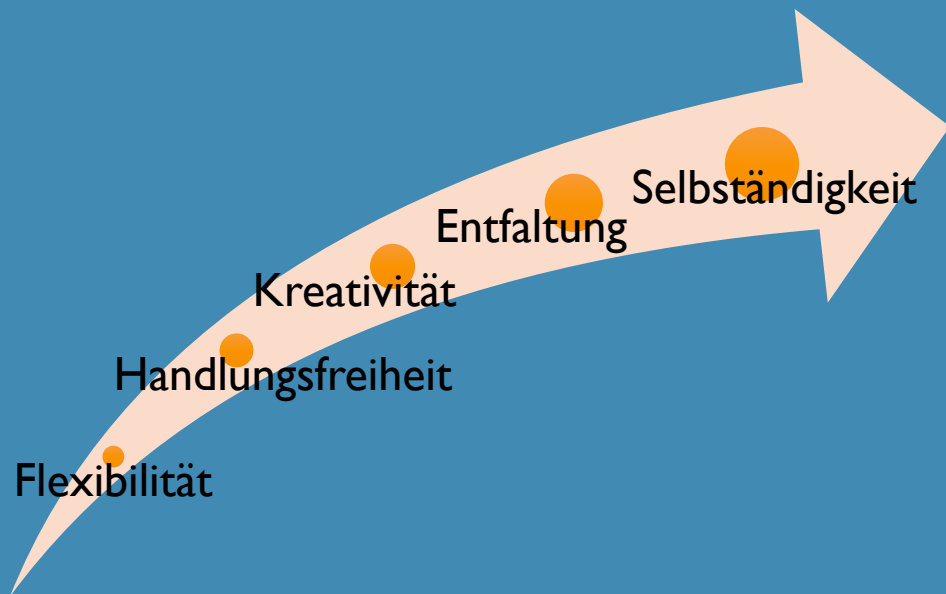 Selbständigkeit
Entfaltung
Kreativität
Handlungsfreiheit
Flexibilität